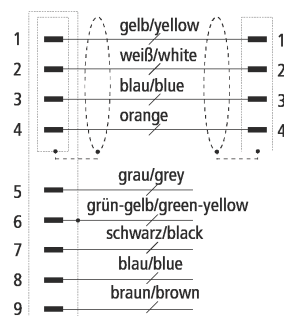 gelb/yellow
1 1
weiß/white
2 2
blau/blue
3 3
orange
4 4
grau/grey
5
grün-gelb/green-yellow
6
schwarz/black
7
blau/blue
8
braun/brown
9